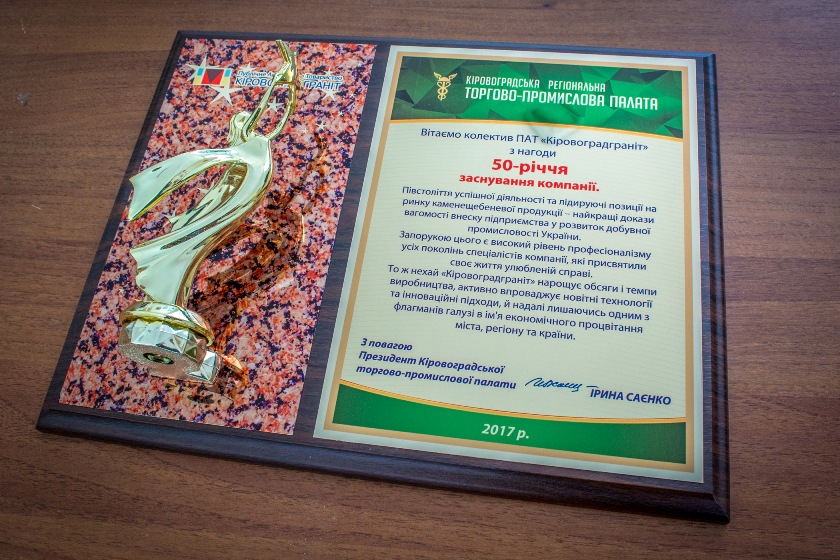 Публічне Товариство
КІРОВО ГРАНІТ
КІРОВОГРАДСЬКА РЕГІОНАЛЬНА
ТОРГОВО-ПРОМИСЛОВА ПАЛАТА
Вітаємо колектив ПАТ «Кіровоградграніт»
з нагоди
50-річчя
заснування компанії.
Півстоліття успішної діяльності та лідируючі позиції на
ринку каменещебеневої продукції – найкращі докази
вагомості внеску підприємства у розвиток добувної
промисловості України.
Запорукою цього є високий рівень професіоналізму
усіх поколінь спеціалістів компанії, які присвятили
своє життя улюбленій справі.
То ж нехай «Кіровоградграніт» нарощує обсяги і темпи
виробництва, активно впроваджує новітні технології
та інноваційні підходи, й надалі лишаючись одним з
флагманів галузі в ім'я економічного процвітання
міста, регіону та країни.
З повагою
Президент Кіровоградської
торгово-промислової палати ІРИНА САЄНКО
2017 р.